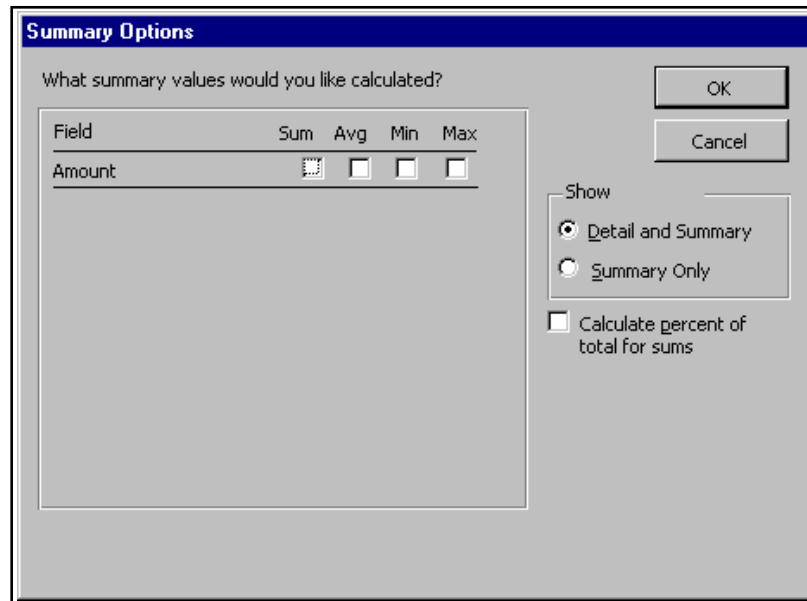 Summary Options
What summary values would you like calculated?
OK
Cancel
Field Sum Avg Min Max
Amount
Show
Detail and Summary
Summary Only
Calculate percent of
total for sums